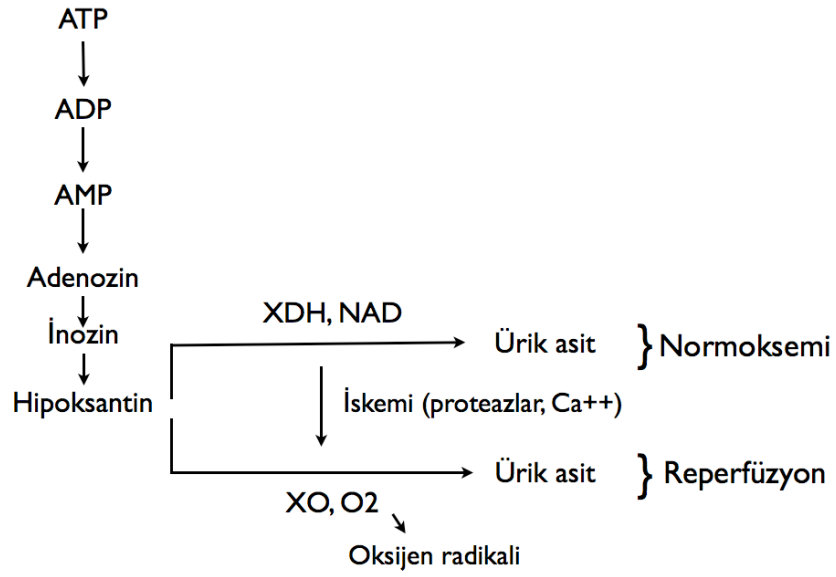 ATP
ADP
AMP
Adenozin
İnozin
Hipoksantin
XDH, NAD
Ürik asit } Normoksemi
İskemi (proteazlar, Ca++)
Ürik asit } Reperfüzyon
XO, O2
Oksijen radikali